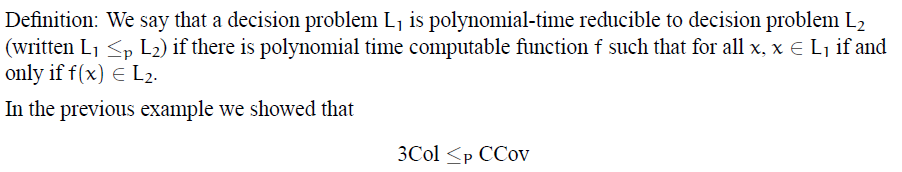 Definition: We say that a decision problem L₁ is polynomial-time reducible to decision problem L₂
(written L₁ ≤ₚ L₂) if there is polynomial time computable function f such that for all x, x ∈ L₁ if and
only if f(x) ∈ L₂.
In the previous example we showed that
3Col ≤ₚ CCov